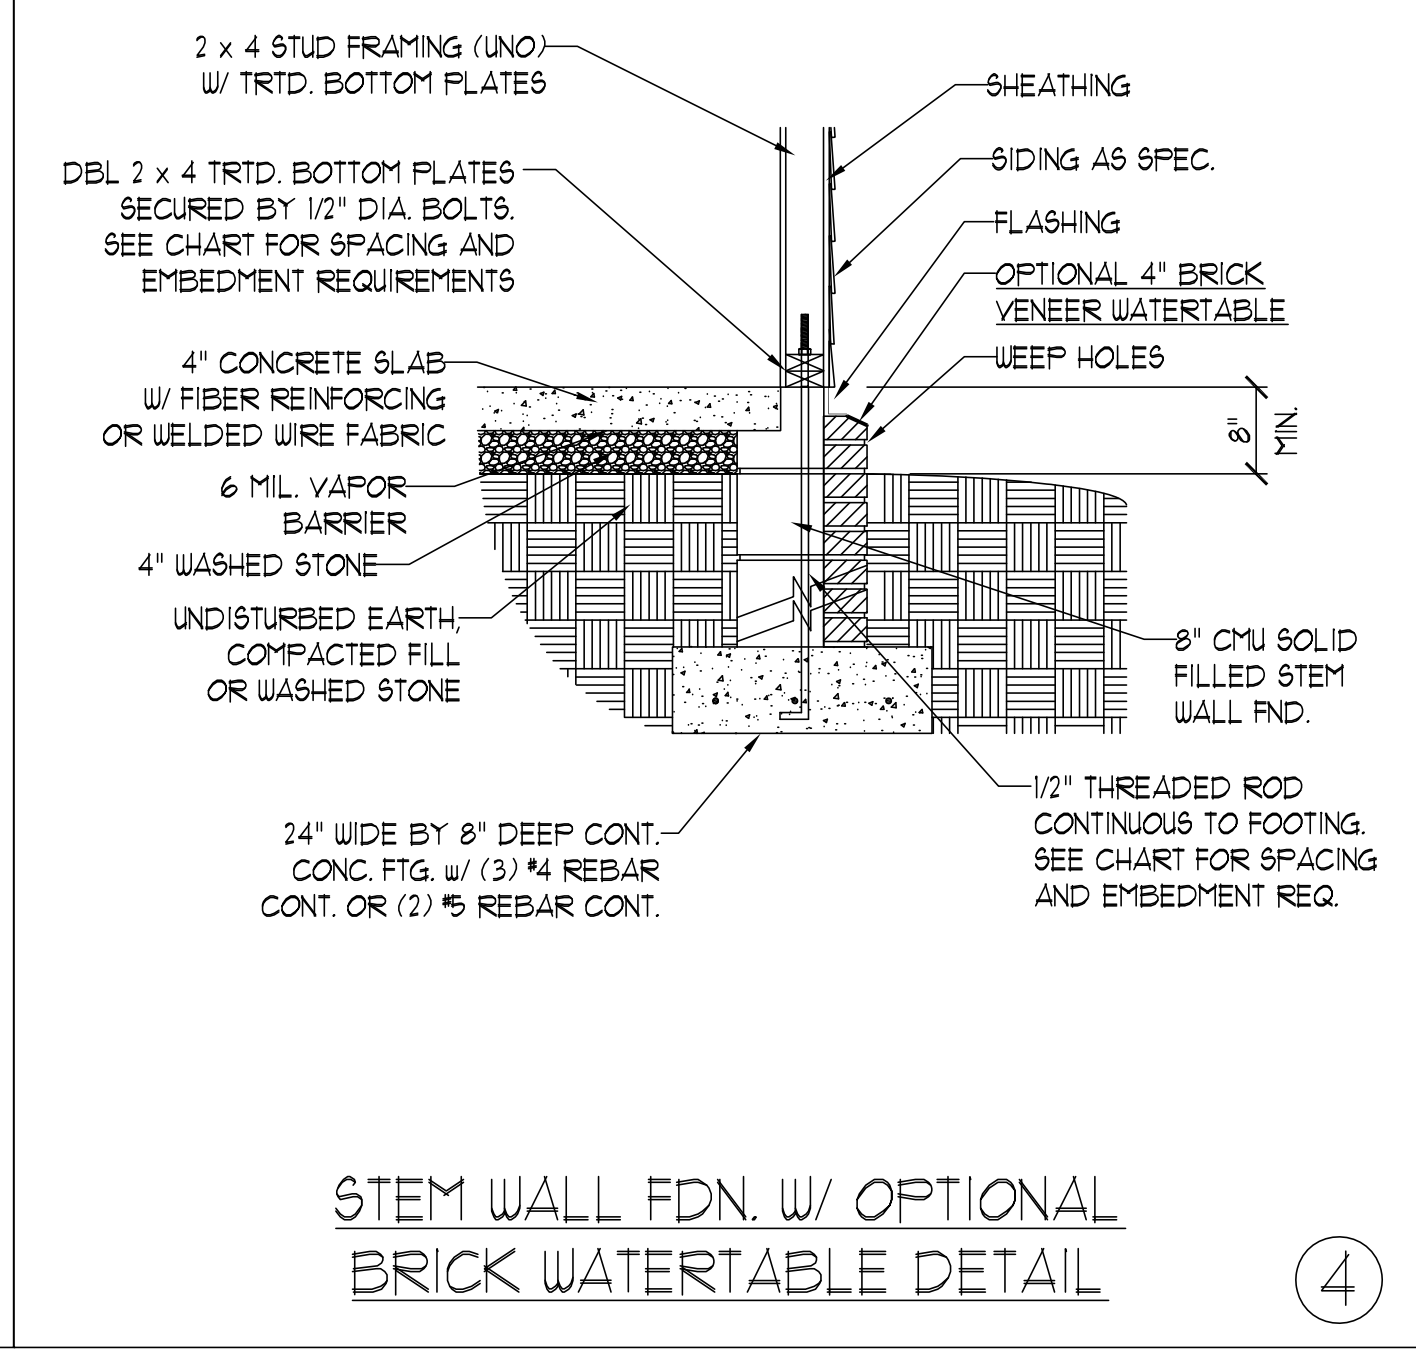 2 x 4 STUD FRAMING (UNO)
W/ TRTD. BOTTOM PLATES
DBL 2 x 4 TRTD. BOTTOM PLATES
SECURED BY 1/2" DIA. BOLTS.
SEE CHART FOR SPACING AND
EMBEDMENT REQUIREMENTS
4" CONCRETE SLAB
W/ FIBER REINFORCING
OR WELDED WIRE FABRIC
6 MIL. VAPOR
BARRIER
4" WASHED STONE
UNDISTURBED EARTH,
COMPACTED FILL
OR WASHED STONE
24" WIDE BY 8" DEEP CONT.
CONC. FTG. w/ (3) #4 REBAR
CONT. OR (2) #5 REBAR CONT.
SHEATHING
SIDING AS SPEC.
FLASHING
OPTIONAL 4" BRICK
VENEER WATERTABLE
WEEP HOLES
8"
MIN.
8" CMU SOLID
FILLED STEM
WALL FND.
1/2" THREADED ROD
CONTINUOUS TO FOOTING.
SEE CHART FOR SPACING
AND EMBEDMENT REQ.
STEM WALL FDN. W/ OPTIONAL
BRICK WATERTABLE DETAIL
4